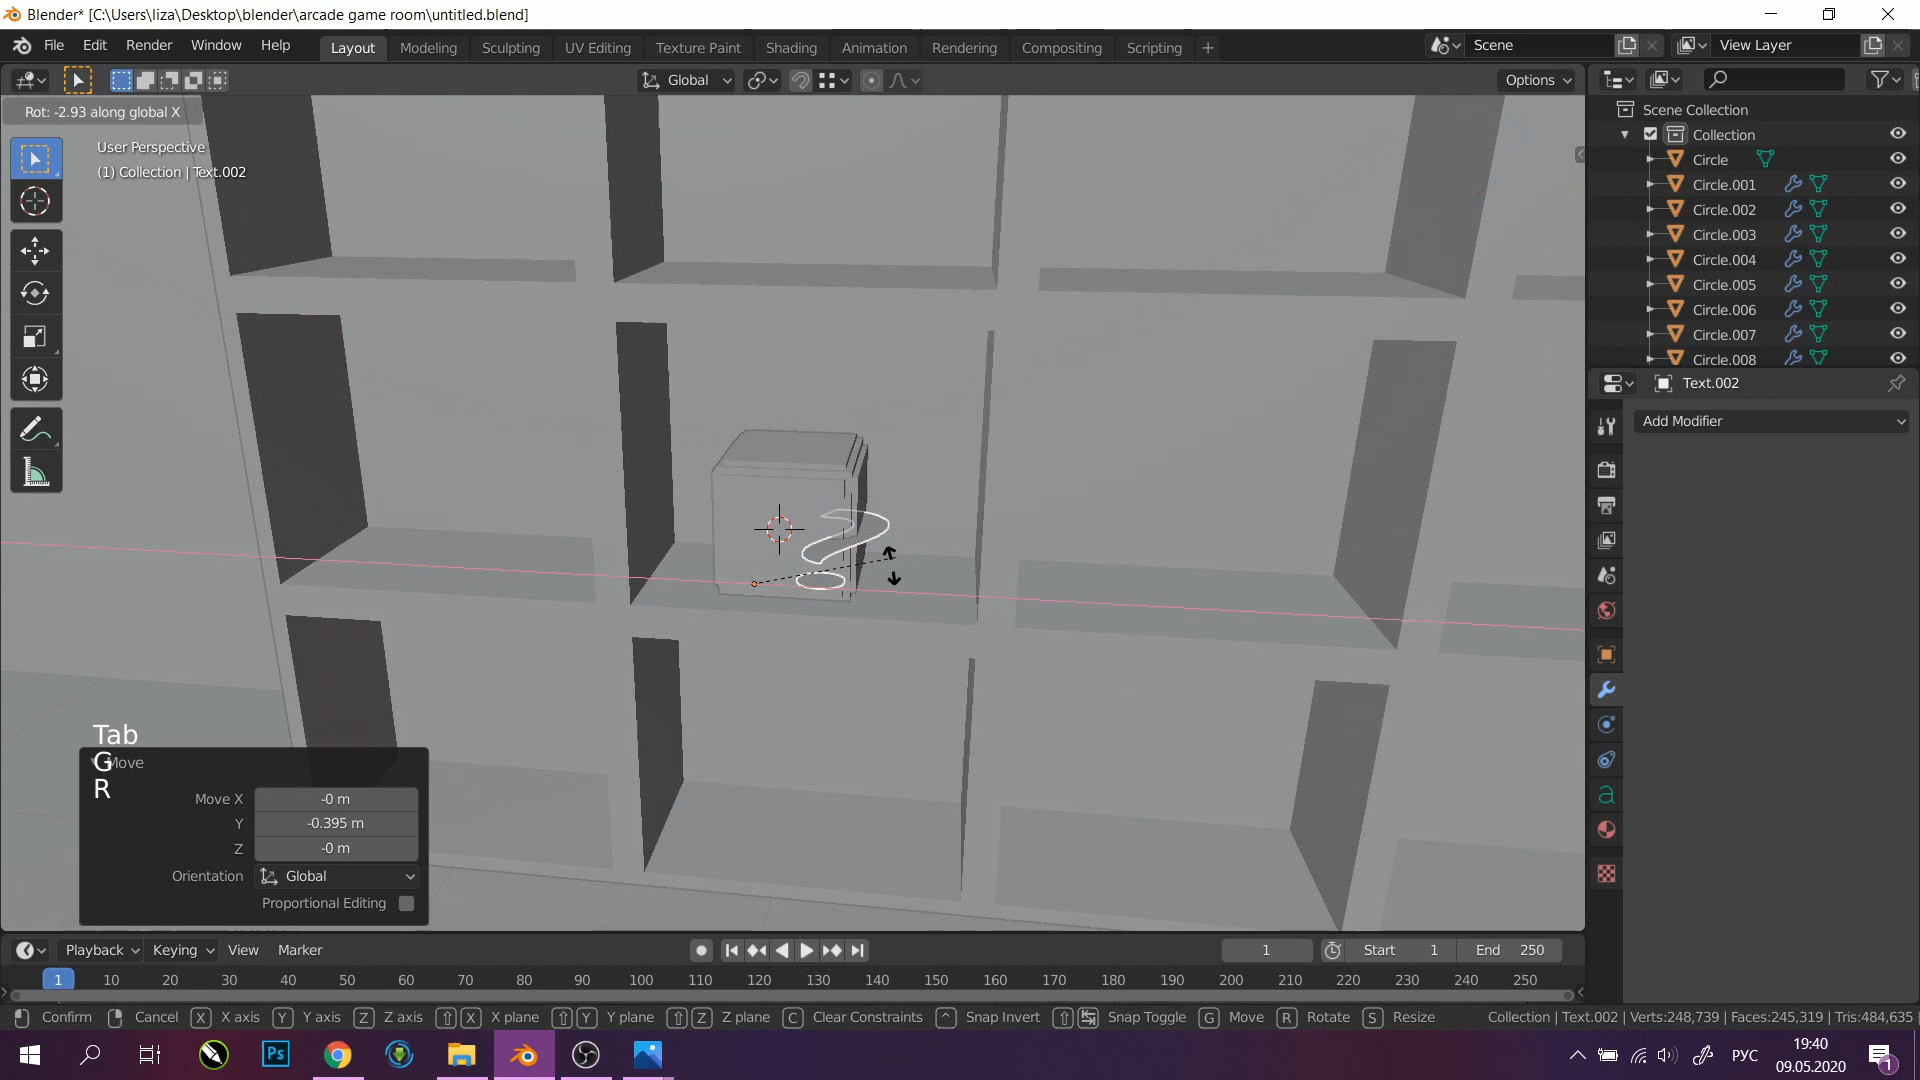 Blender* [C:\Users\liza\Desktop\blender\arcade game room\untitled.blend]
File Edit Render Window Help
Layout Modeling Sculpting UV Editing Texture Paint Shading Animation Rendering Compositing Scripting +
Scene
View Layer
Global
Options
Rot: -2.93 along global X
User Perspective
(1) Collection | Text.002
Scene Collection
Collection
Circle
Circle.001
Circle.002
Circle.003
Circle.004
Circle.005
Circle.006
Circle.007
Circle.008
Text.002
Add Modifier
?
Tab
G
R
Move
Move X -0 m
Y -0.395 m
Z -0 m
Orientation Global
Proportional Editing
Playback Keying View Marker
1
Start 1
End 250
1 10 20 30 40 50 60 70 80 90 100 110 120 130 140 150 160 170 180 190 200 210 220 230 240 250
Confirm Cancel X X axis Y Y axis Z Z axis X X plane Y Y plane Z Z plane C Clear Constraints ^ Snap Invert Snap Toggle G Move R Rotate S Resize
Collection | Text.002 | Verts:248,739 | Faces:245,319 | Tris:484,635
Ps
РУС
19:40
09.05.2020
1